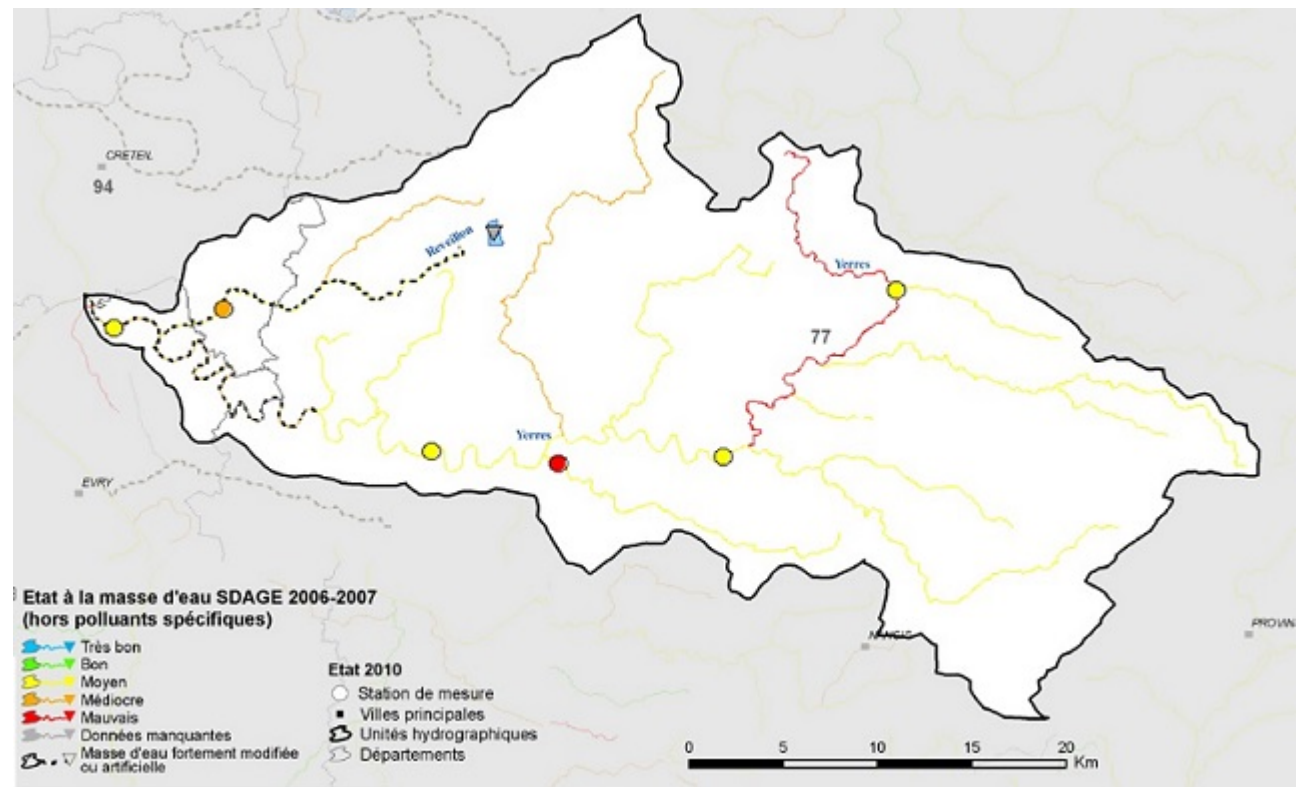 CRETEIL
94
Reveillon
Yerres
77
Yerres
EVRY
NANGIS
PROVIN
Etat à la masse d'eau SDAGE 2006-2007
(hors polluants spécifiques)
Très bon
Bon
Moyen
Médiocre
Mauvais
Données manquantes
Masse d'eau fortement modifiée
ou artificielle
Etat 2010
Station de mesure
Villes principales
Unités hydrographiques
Départements
0 5 10 15 20
Km